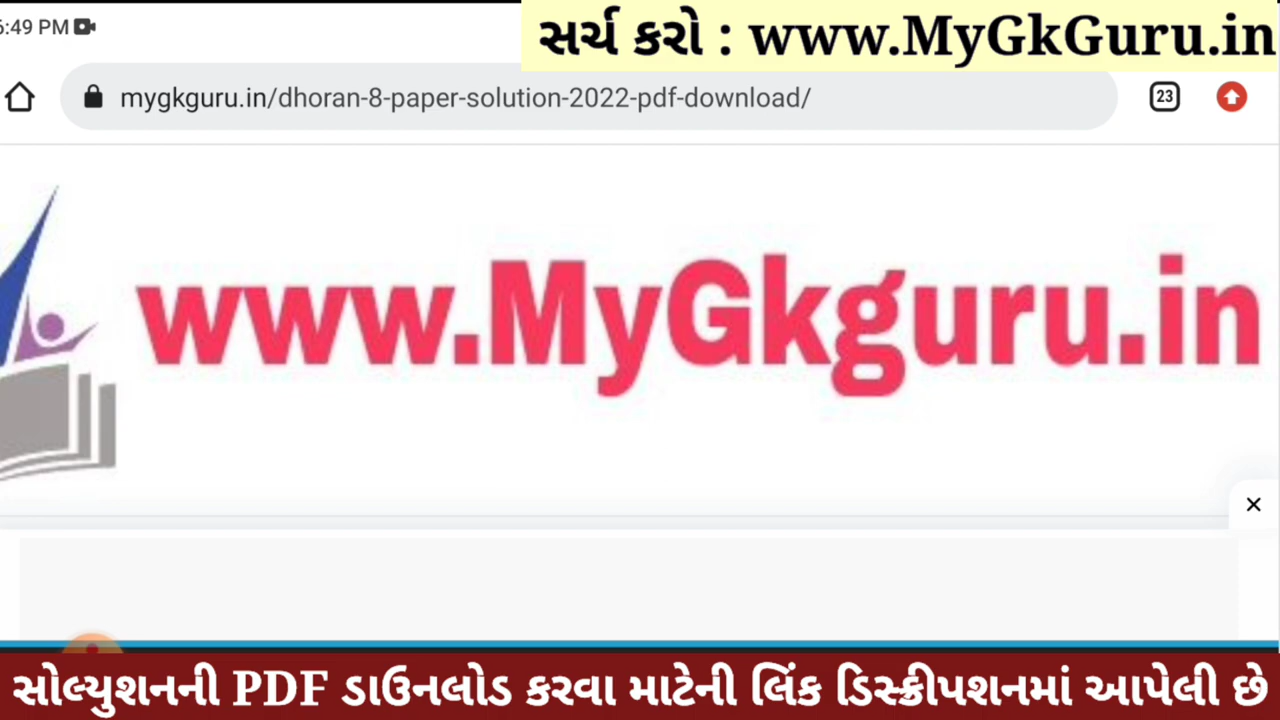 6:49 PM
સર્ચ કરો : www.MyGkGuru.in
mygkguru.in/dhoran-8-paper-solution-2022-pdf-download/
23
www.MyGkguru.in
સોલ્યુશનની PDF ડાઉનલોડ કરવા માટેની લિંક ડિસ્ક્રીપશનમાં આપેલી છે